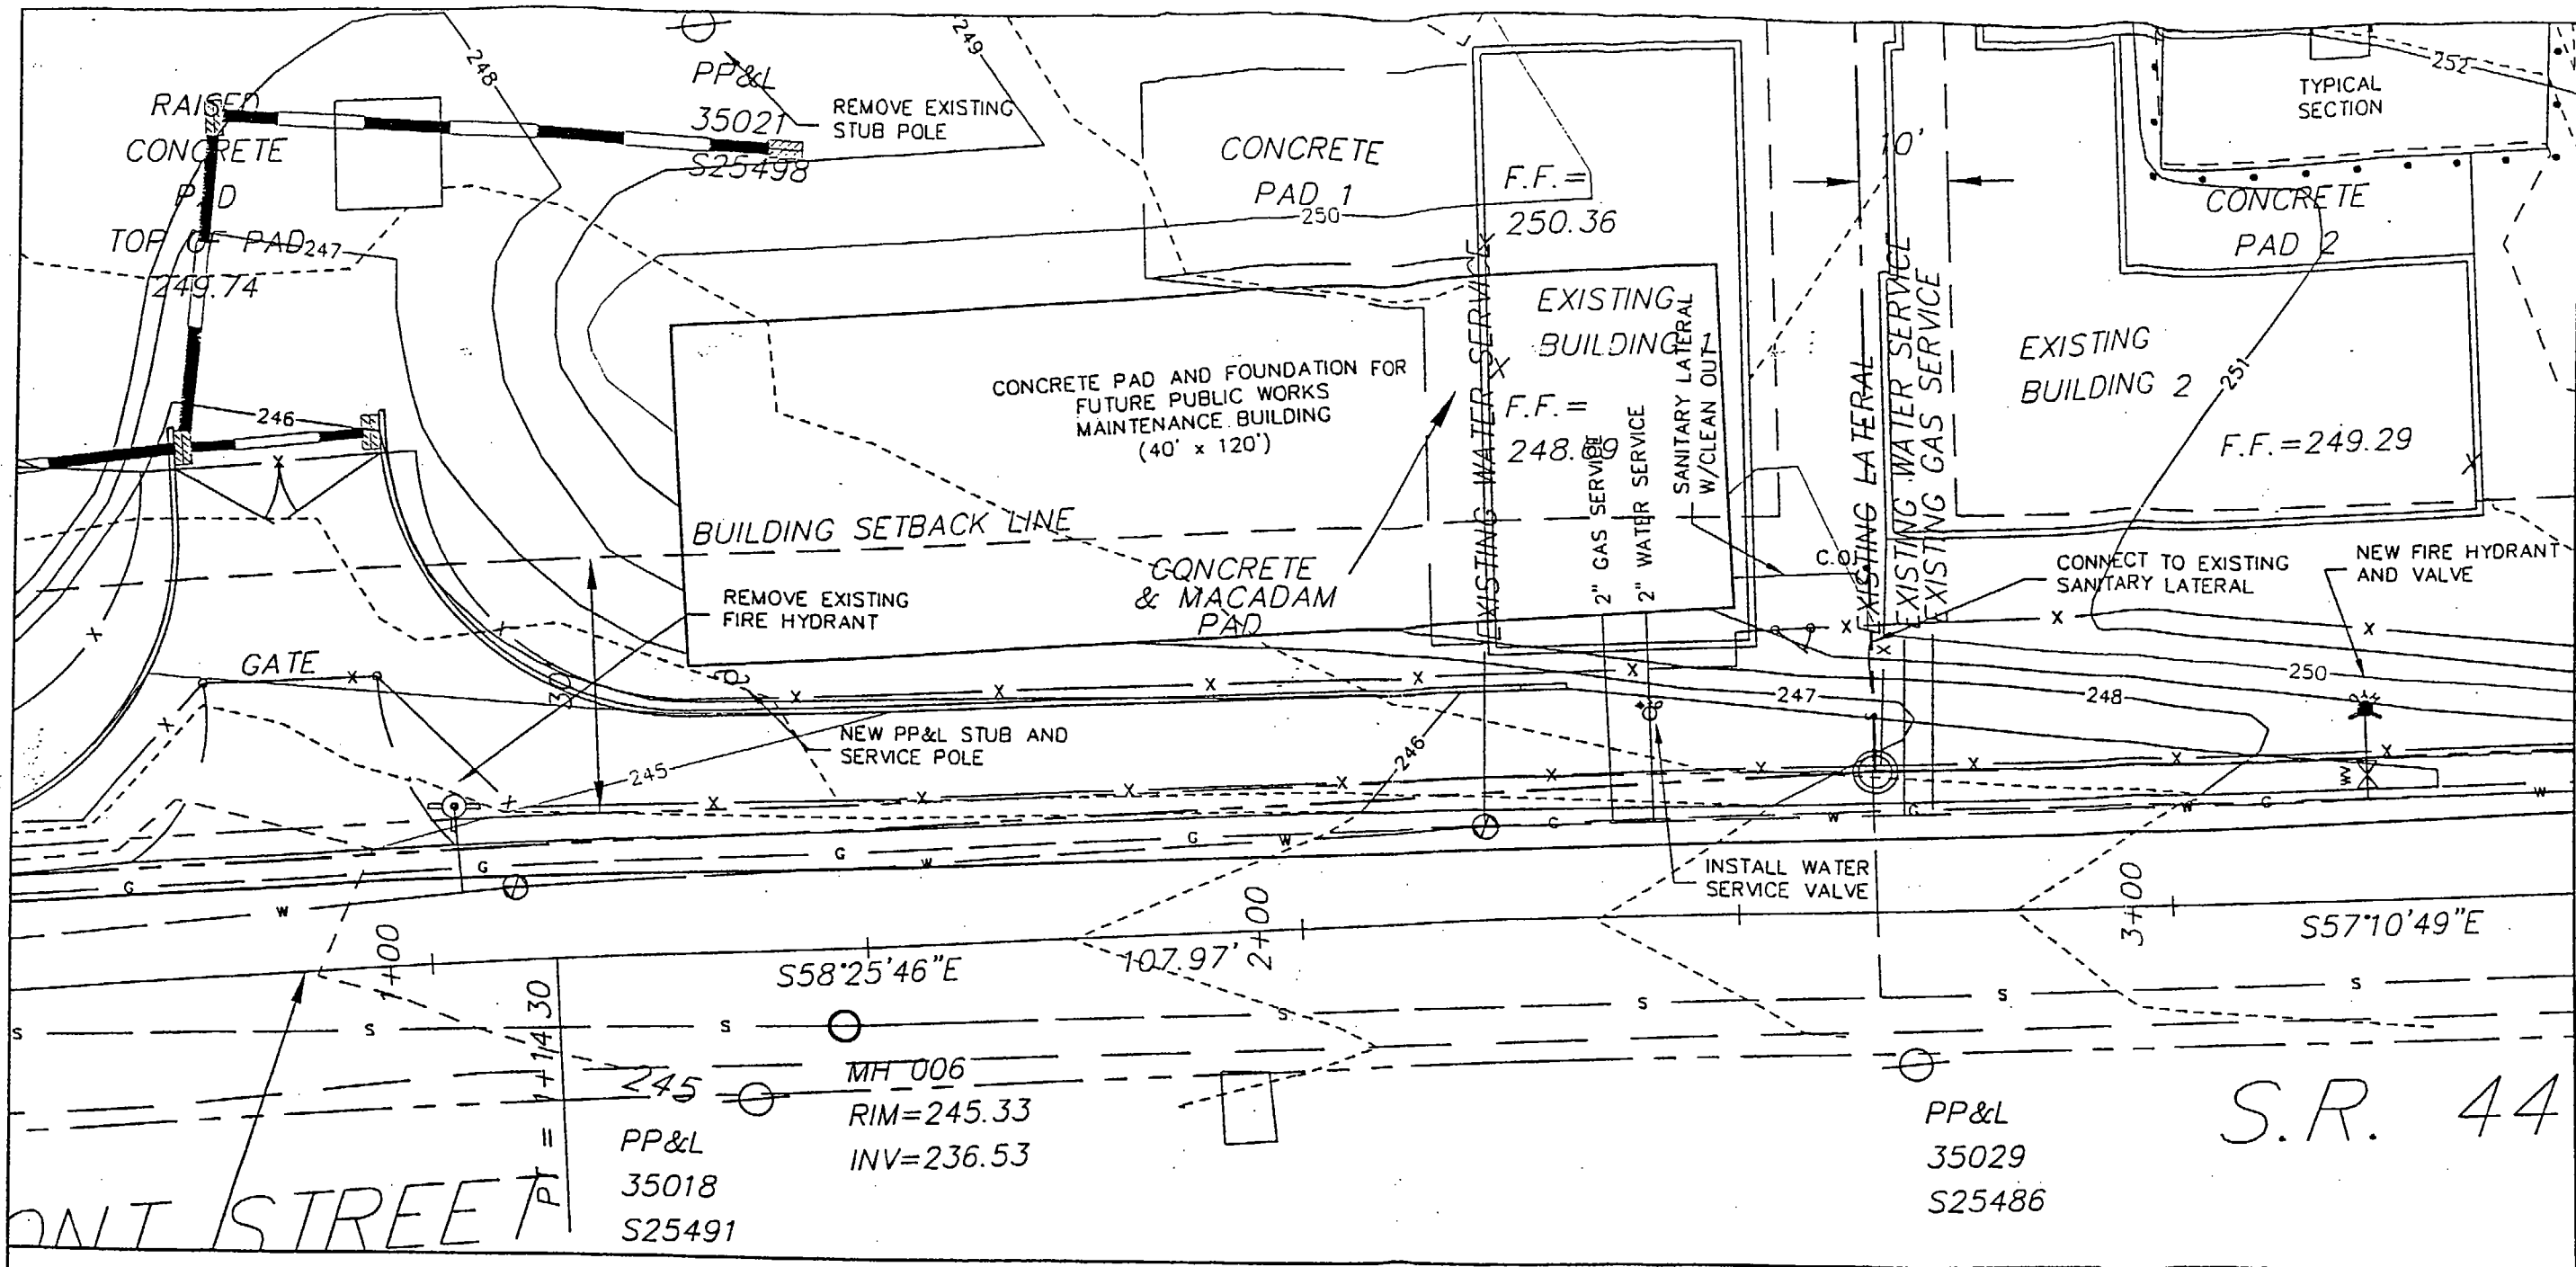 248
249
PP&L
35021
S25498
REMOVE EXISTING
STUB POLE
RAISED
CONCRETE
TOP OF PAD
249.74
247
246
CONCRETE
PAD 1
250
F.F.=
250.36
10'
252
TYPICAL
SECTION
CONCRETE
PAD 2
EXISTING
BUILDING 1
F.F.=
248.89
EXISTING
BUILDING 2
F.F.=249.29
251
CONCRETE PAD AND FOUNDATION FOR
FUTURE PUBLIC WORKS
MAINTENANCE BUILDING
(40' x 120')
EXISTING WATER SERVICE
2" GAS SERVICE
2" WATER SERVICE
SANITARY LATERAL
W/CLEAN OUT
EXISTING LATERAL
EXISTING WATER SERVICE
EXISTING GAS SERVICE
BUILDING SETBACK LINE
CONCRETE
& MACADAM
PAD
C.O.
CONNECT TO EXISTING
SANITARY LATERAL
NEW FIRE HYDRANT
AND VALVE
REMOVE EXISTING
FIRE HYDRANT
GATE
30'
NEW PP&L STUB AND
SERVICE POLE
245
246
247
248
250
WV
INSTALL WATER
SERVICE VALVE
1+00
2+00
3+00
S58°25'46"E
107.97'
S57°10'49"E
PT = 1+14.30
245
PP&L
35018
S25491
MH 006
RIM=245.33
INV=236.53
PP&L
35029
S25486
S.R. 44
ONT STREET